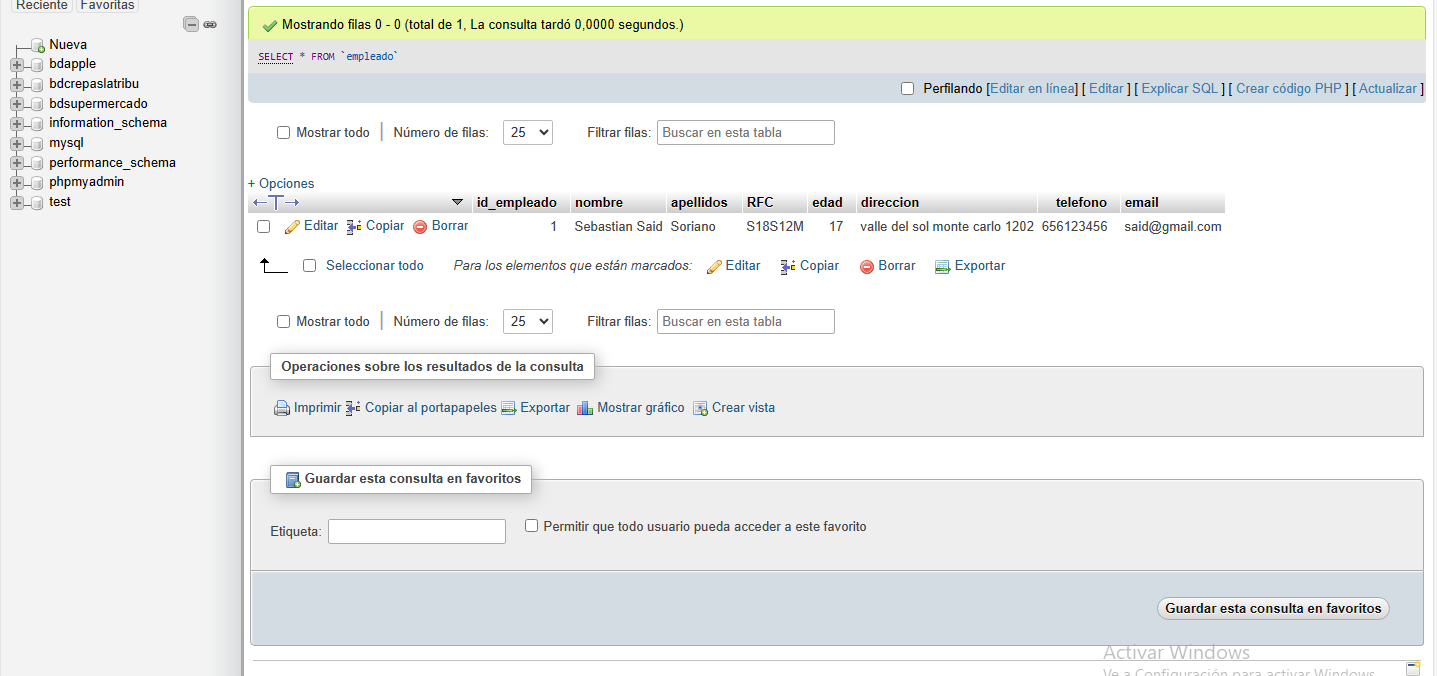 Reciente Favoritas
Nueva
bdapple
bdcrepaslatribu
bdsupermercado
information_schema
mysql
performance_schema
phpmyadmin
test
Mostrando filas 0 - 0 (total de 1, La consulta tardó 0,0000 segundos.)
SELECT * FROM `empleado`
Perfilando [Editar en línea] [ Editar ] [ Explicar SQL ] [ Crear código PHP ] [ Actualizar ]
Mostrar todo | Número de filas: 25 Filtrar filas: Buscar en esta tabla
+ Opciones
←T→ id_empleado nombre apellidos RFC edad direccion telefono email
Editar Copiar Borrar 1 Sebastian Said Soriano S18S12M 17 valle del sol monte carlo 1202 656123456 said@gmail.com
Seleccionar todo Para los elementos que están marcados: Editar Copiar Borrar Exportar
Mostrar todo | Número de filas: 25 Filtrar filas: Buscar en esta tabla
Operaciones sobre los resultados de la consulta
Imprimir Copiar al portapapeles Exportar Mostrar gráfico Crear vista
Guardar esta consulta en favoritos
Etiqueta: Permitir que todo usuario pueda acceder a este favorito
Guardar esta consulta en favoritos
Activar Windows
Ve a Configuración para activar Windows.